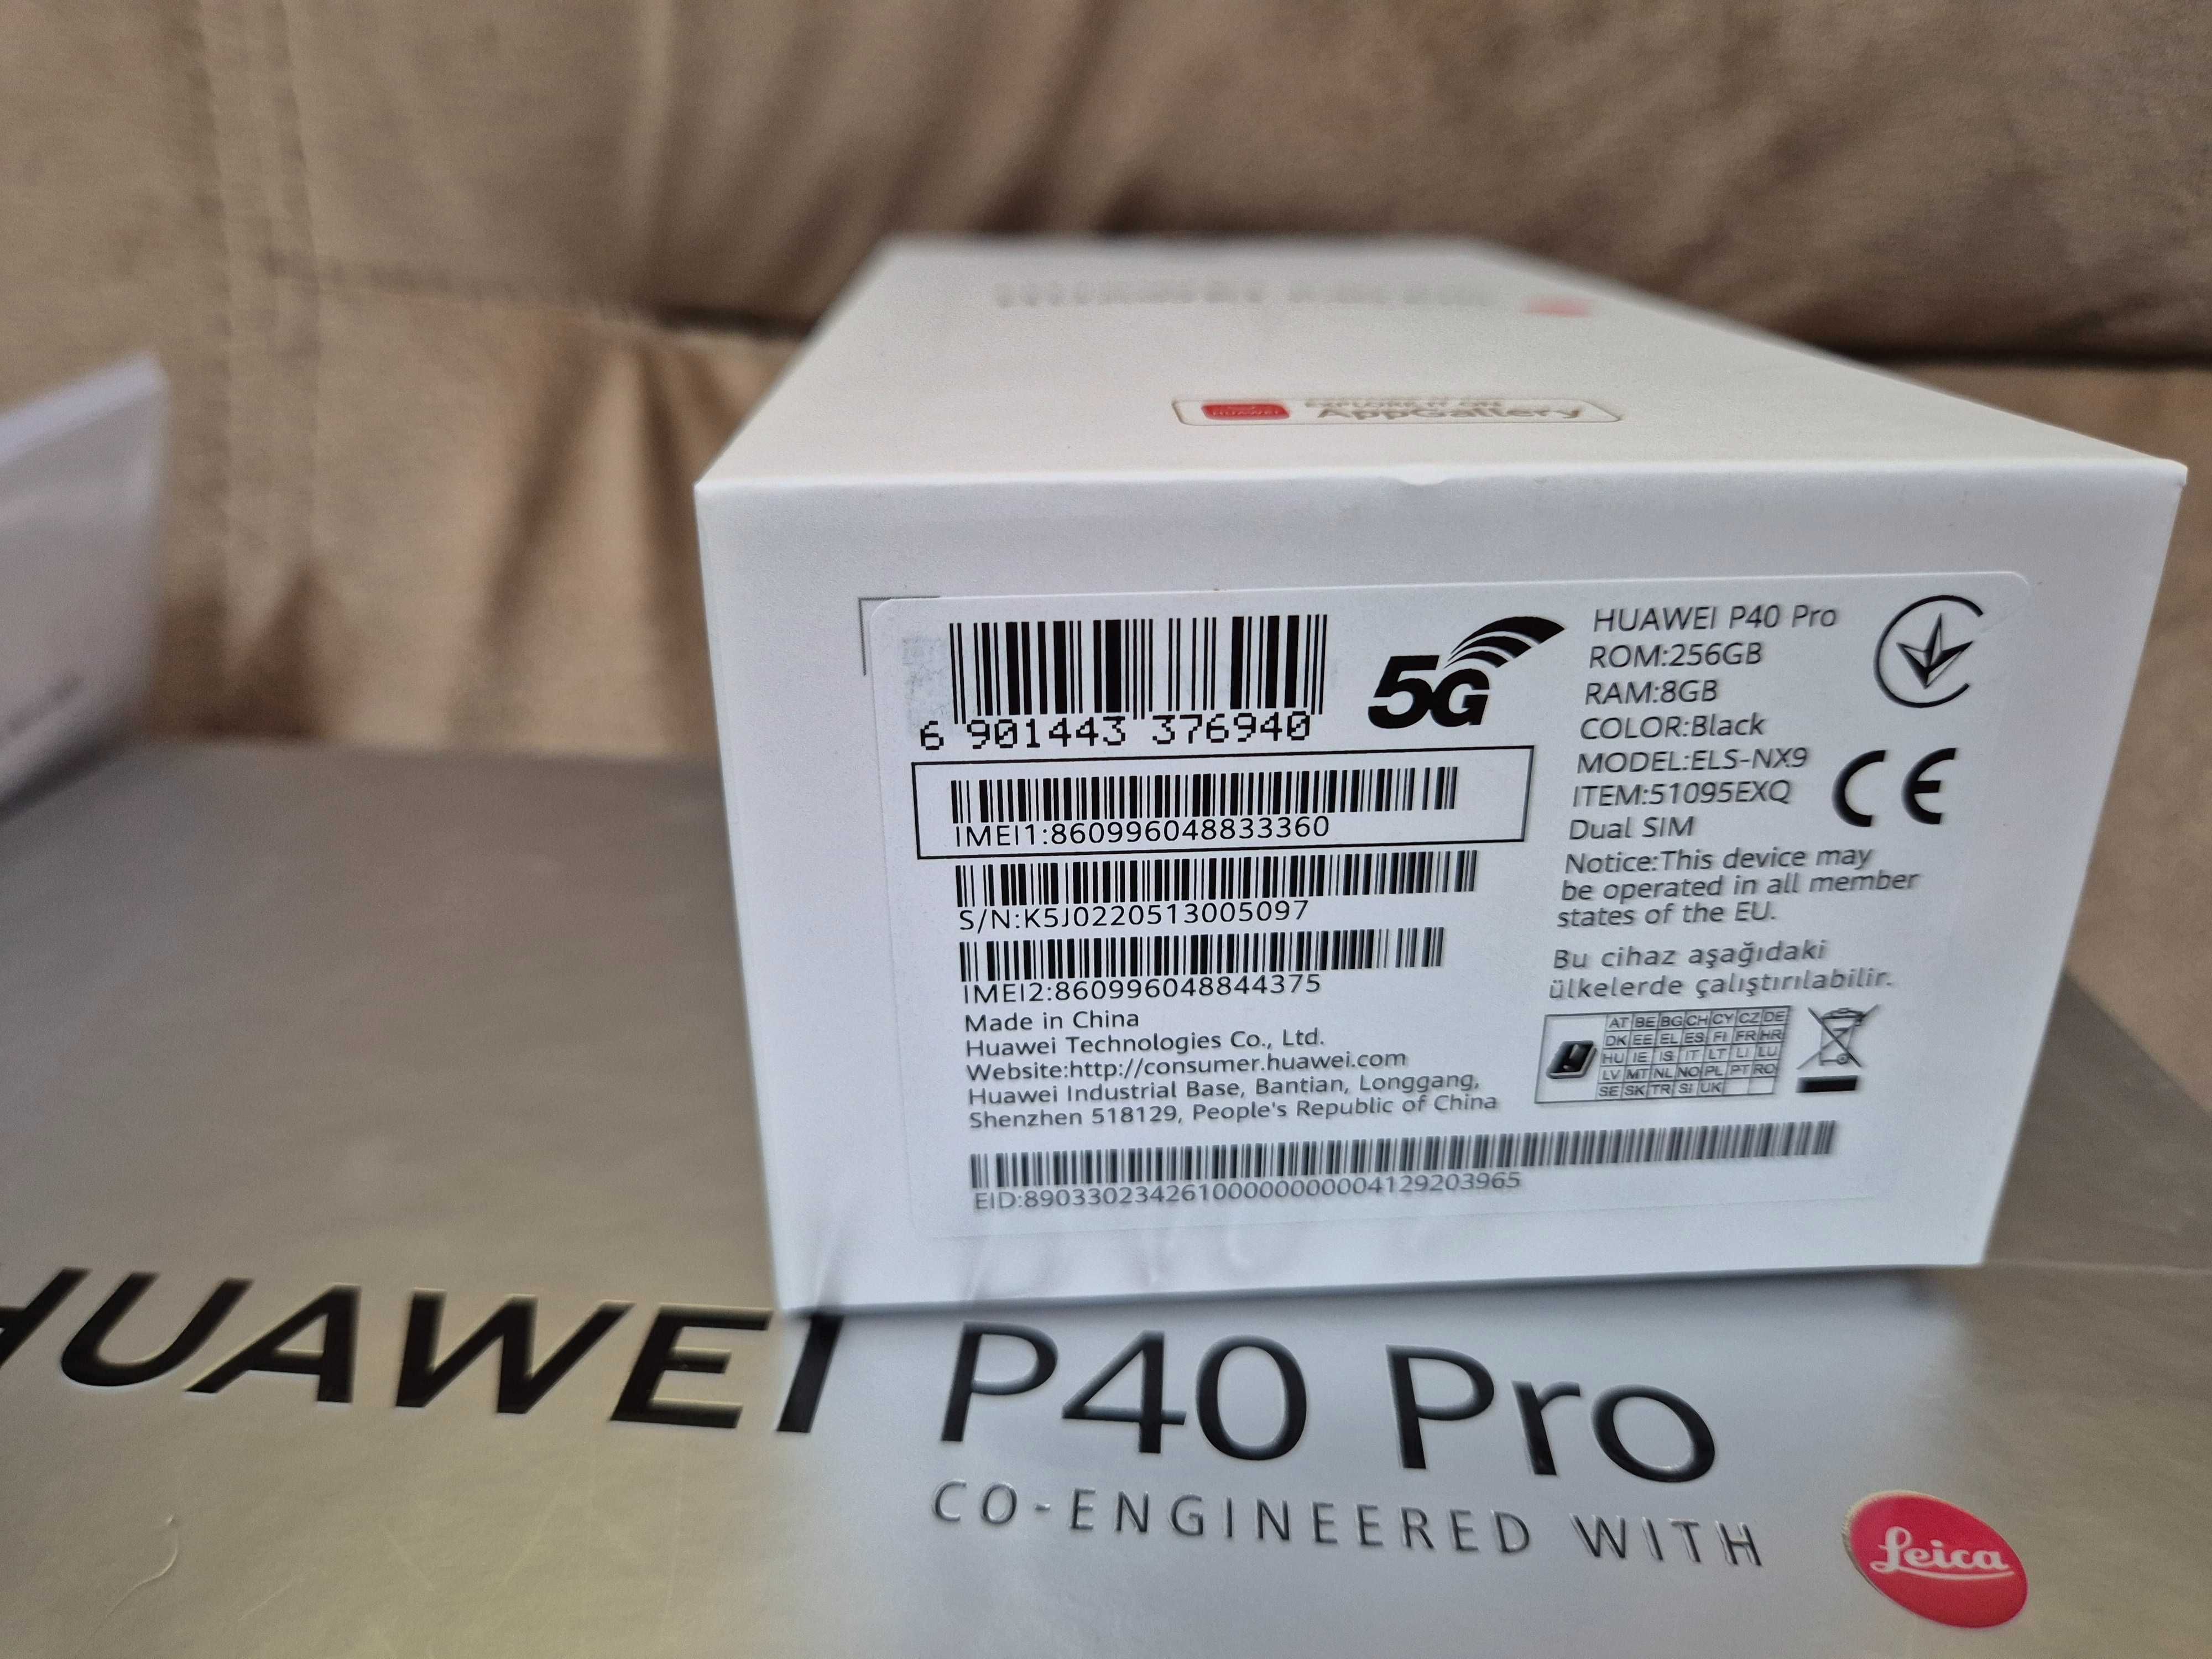 HUAWEI
EXPLORE IT ON
AppGallery
6 901443 376940
5G
IMEI1:860996048833360
S/N:K5J0220513005097
IMEI2:860996048844375
Made in China
Huawei Technologies Co., Ltd.
Website:http://consumer.huawei.com
Huawei Industrial Base, Bantian, Longgang,
Shenzhen 518129, People's Republic of China
HUAWEI P40 Pro
ROM:256GB
RAM:8GB
COLOR:Black
MODEL:ELS-NX9
ITEM:51095EXQ
Dual SIM
CE
Notice:This device may
be operated in all member
states of the EU.
Bu cihaz aşağıdaki
ülkelerde çalıştırılabilir.
AT BE BG CH CY CZ DE
DK EE EL ES FI FR HR
HU IE IS IT LT LI LU
LV MT NL NO PL PT RO
SE SK TR SI UK
EID:89033023426100000000004129203965
HUAWEI P40 Pro
CO-ENGINEERED WITH
Leica